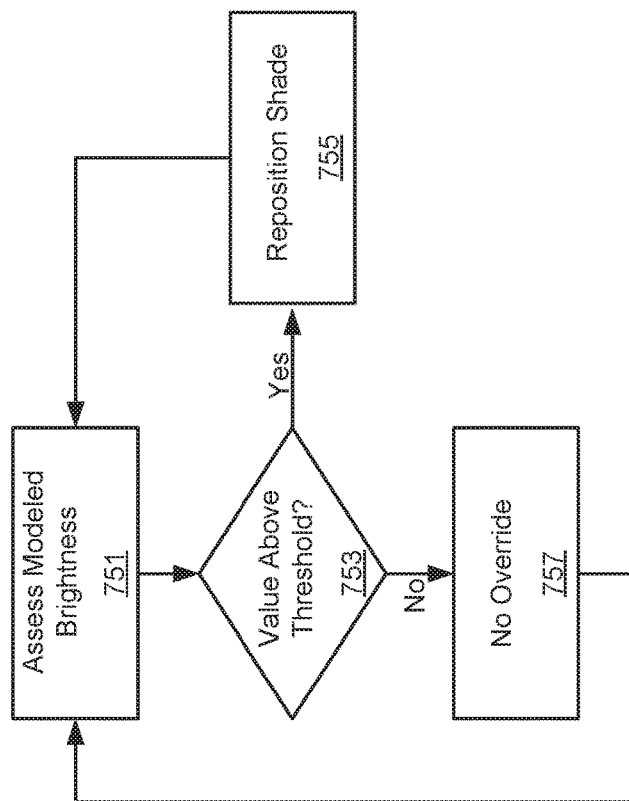 Assess Modeled
Brightness
751
Value Above
Threshold?
753
Yes
Reposition Shade
755
No
No Override
757